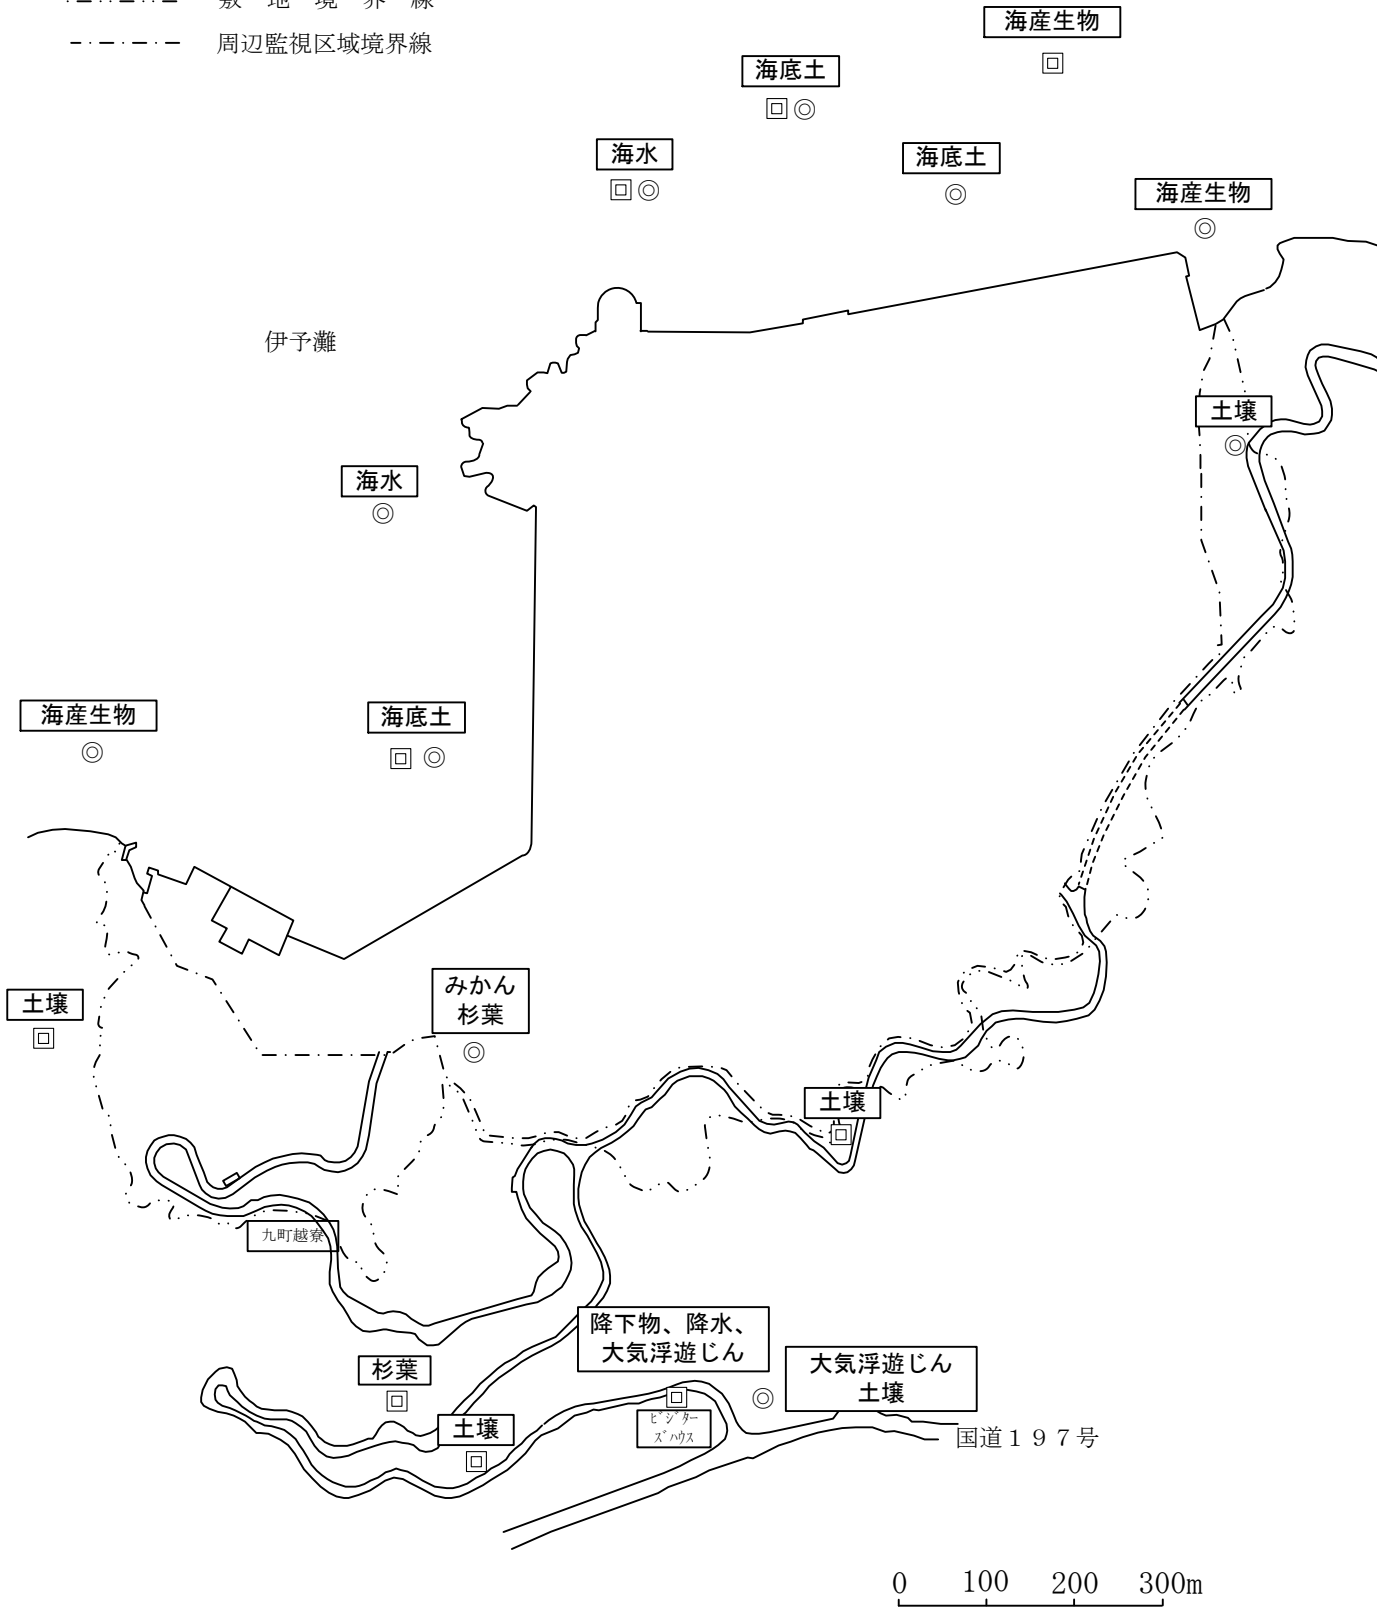 敷地境界線
周辺監視区域境界線
海産生物
海底土
海水
海底土
海産生物
伊予灘
土壌
海水
海産生物
海底土
みかん
杉葉
土壌
土壌
九町越寮
降下物、降水、
大気浮遊じん
大気浮遊じん
土壌
杉葉
土壌
ビジター
ズハウス
国道１９７号
0 100 200 300m